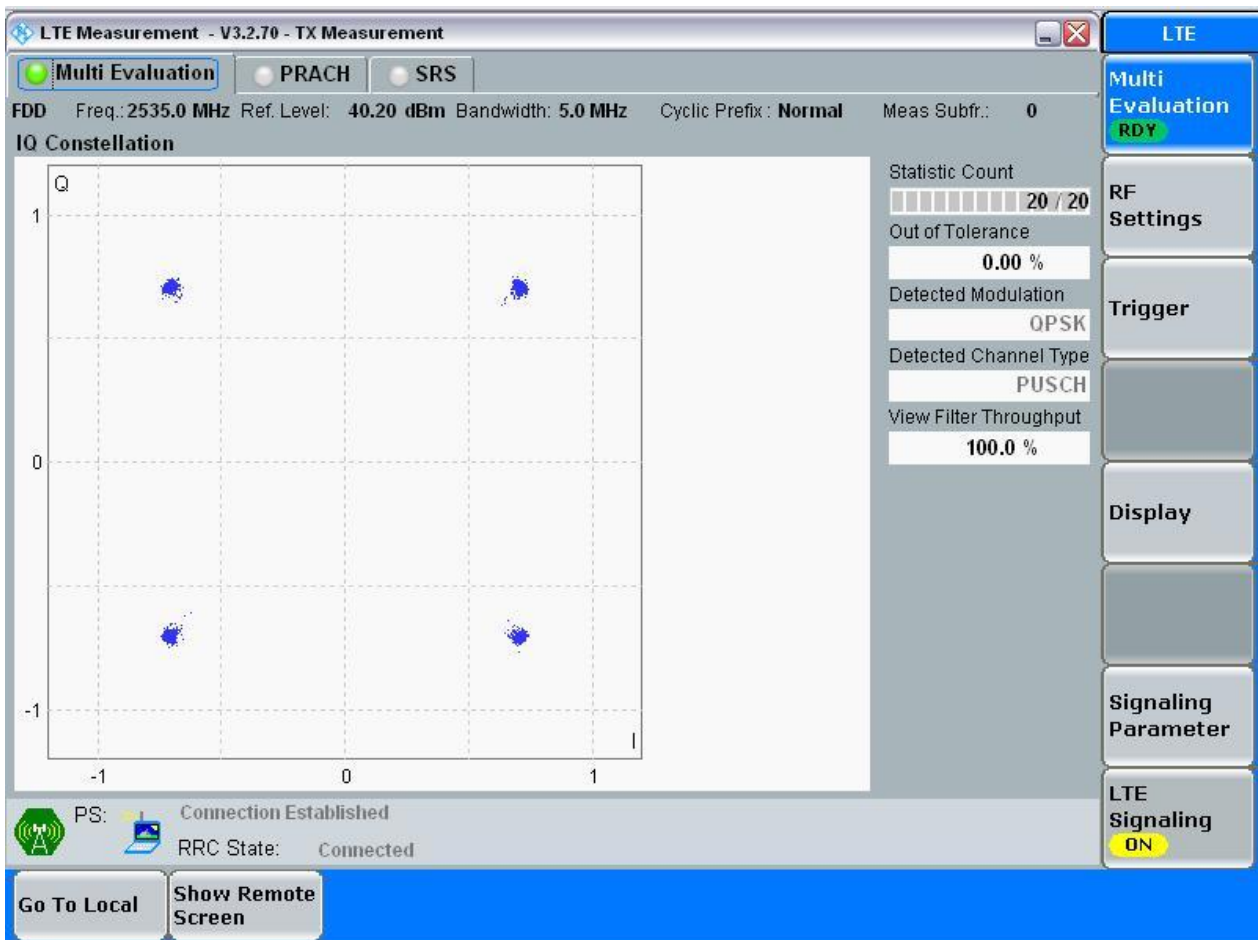 LTE Measurement - V3.2.70 - TX Measurement
LTE
Multi Evaluation PRACH SRS
FDD Freq.: 2535.0 MHz Ref. Level: 40.20 dBm Bandwidth: 5.0 MHz Cyclic Prefix : Normal Meas Subfr.: 0
IQ Constellation
Q
1
0
-1
-1 0 1
I
Statistic Count
20 / 20
Out of Tolerance
0.00 %
Detected Modulation
QPSK
Detected Channel Type
PUSCH
View Filter Throughput
100.0 %
Multi
Evaluation
RDY
RF
Settings
Trigger
Display
Signaling
Parameter
LTE
Signaling
ON
PS: Connection Established
RRC State: Connected
Go To Local
Show Remote
Screen